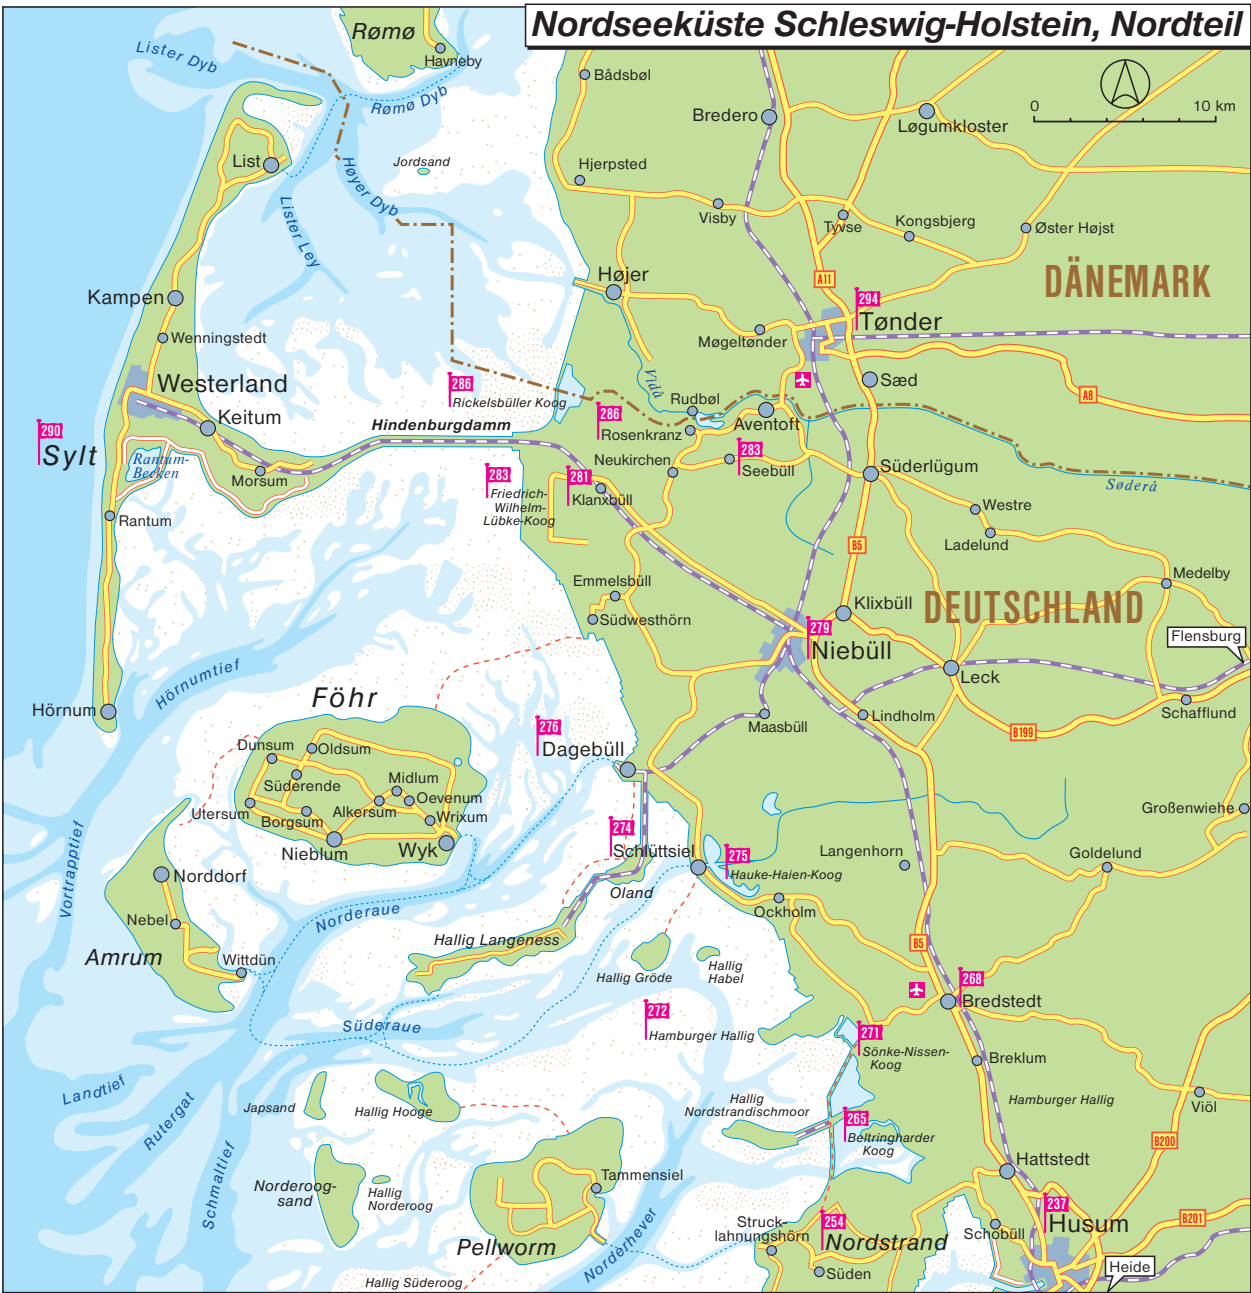 Nordseeküste Schleswig-Holstein, Nordteil
Rømø
Havneby
Lister Dyb
Rømø Dyb
Bådsbøl
Bredero
Løgumkloster
0
10 km
List
Jordsand
Høyer Dyb
Lister Ley
Hjerpsted
Visby
Tyvse
Kongsbjerg
Øster Højst
DÄNEMARK
Kampen
Højer
A11
294
Tønder
Møgeltønder
Wenningstedt
Westerland
Keitum
286
Rickelsbüller Koog
Vidå
Sæd
A8
290
Sylt
Hindenburgdamm
286
Rosenkranz
Rudbøl
Aventoft
Rantum-
Becken
Morsum
Neukirchen
283
Seebüll
Süderlügum
Søderå
283
Friedrich-
Wilhelm-
Lübke-Koog
281
Klanxbüll
Rantum
Westre
Ladelund
B5
Medelby
Emmelsbüll
Südwesthörn
Klixbüll
DEUTSCHLAND
279
Niebüll
Flensburg
Hörnumtief
Hörnum
Föhr
Leck
Lindholm
Maasbüll
Schafflund
B199
276
Dagebüll
Dunsum
Oldsum
Süderende
Midlum
Oevenum
Utersum
Borgsum
Alkersum
Wrixum
Nieblum
Wyk
Großenwiehe
Vortrapptief
274
Schlüttsiel
275
Hauke-Haien-Koog
Langenhorn
Goldelund
Norddorf
Oland
Ockholm
Nebel
Norderaue
Amrum
Wittdün
Hallig Langeness
Hallig Gröde
Hallig
Habel
B5
268
Bredstedt
Süderaue
272
Hamburger Hallig
271
Sönke-Nissen-
Koog
Breklum
Landtief
Rutergat
Schmaltief
Japsand
Hallig Hooge
Hallig
Nordstrandischmoor
265
Beltringharder
Koog
Hamburger Hallig
Viöl
B200
Hattstedt
Norderoog-
sand
Hallig
Norderoog
Tammensiel
Pellworm
Norderhever
Struck-
lahnungshörn
254
Nordstrand
Schobüll
237
Husum
B201
Süden
Heide
Hallig Süderoog